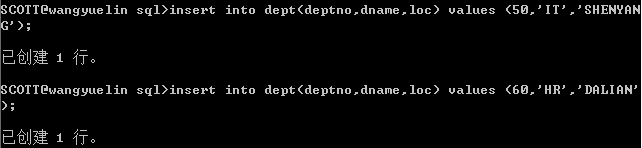 SCOTT@wangyuelin sql>insert into dept(deptno,dname,loc) values (50,'IT','SHENYAN
G');
已创建 1 行。
SCOTT@wangyuelin sql>insert into dept(deptno,dname,loc) values (60,'HR','DALIAN'
);
已创建 1 行。